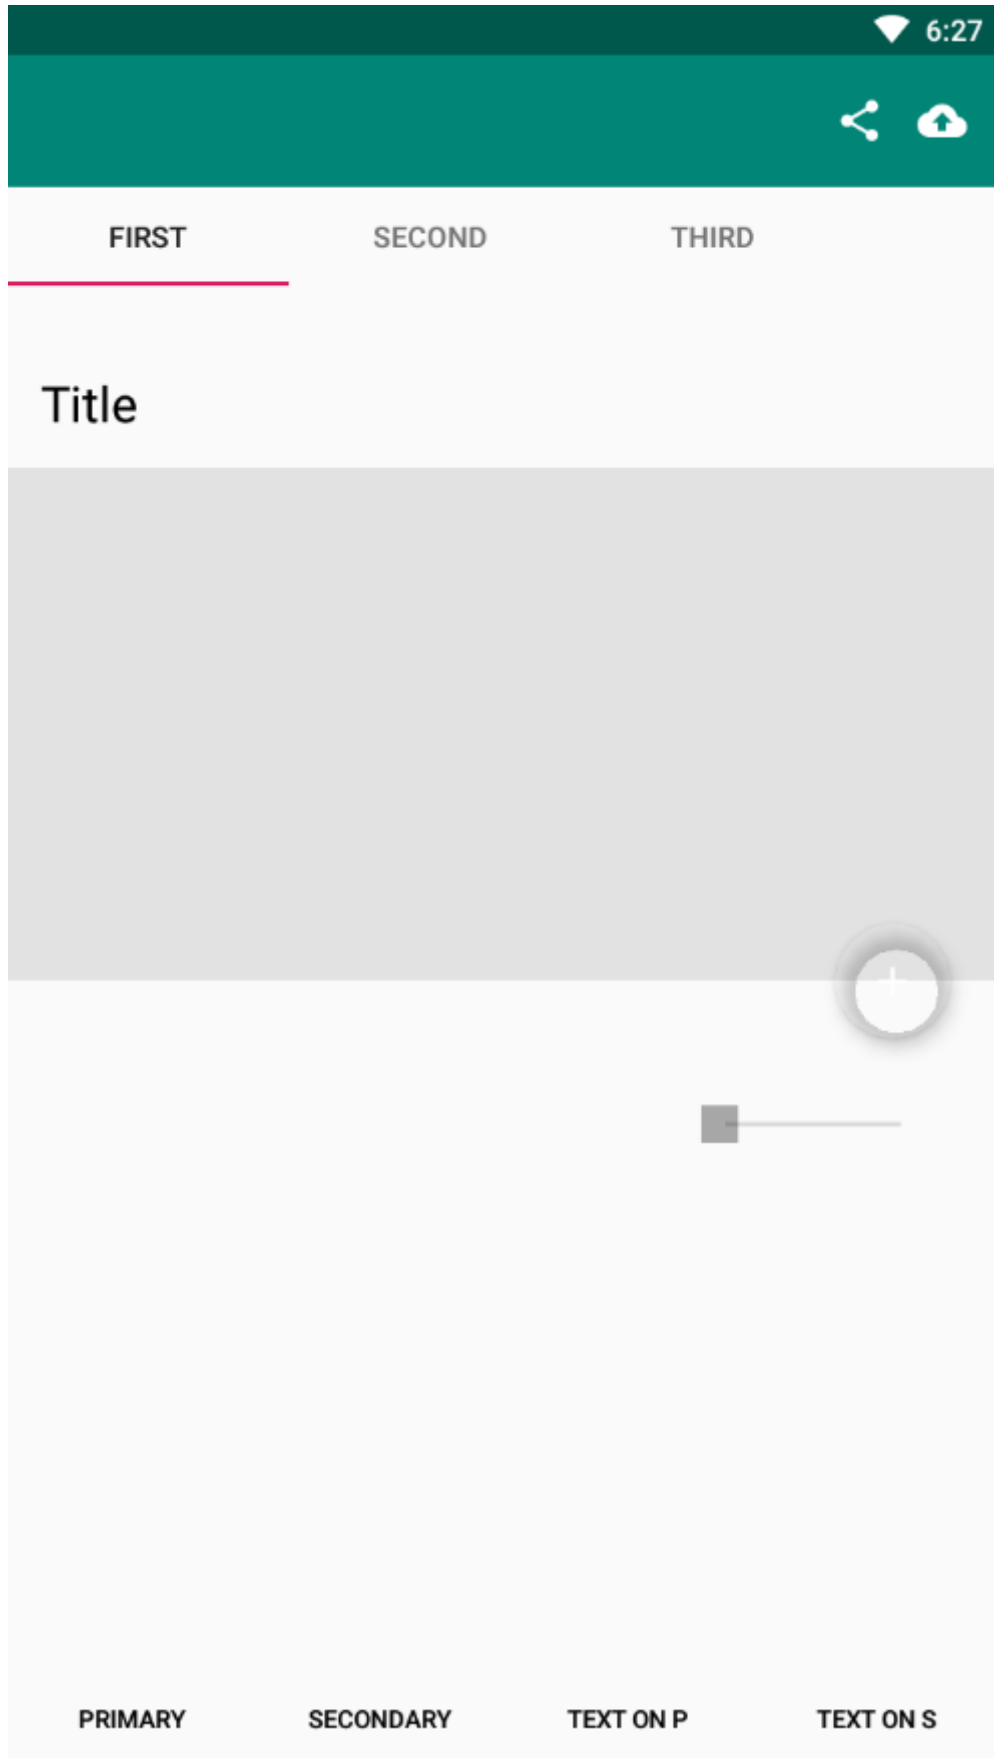 6:27
FIRST SECOND THIRD
Title
PRIMARY SECONDARY TEXT ON P TEXT ON S